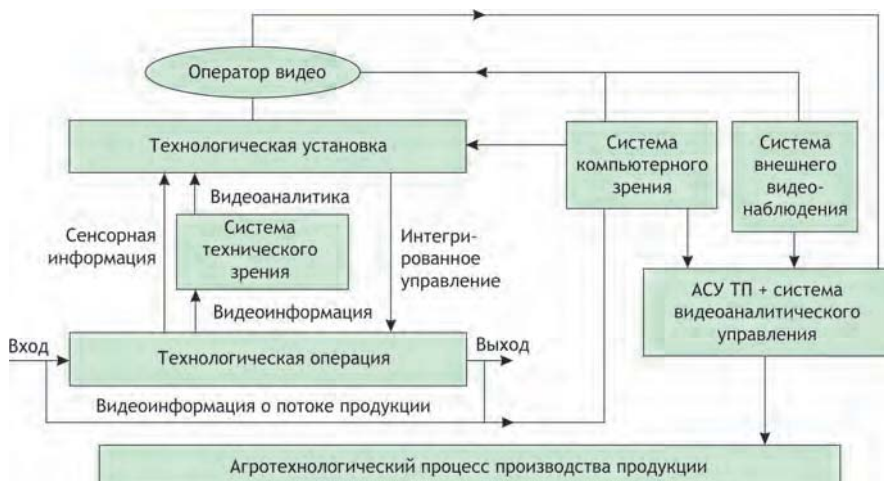 Оператор видео
Технологическая установка
Система
компьютерного
зрения
Система
внешнего
видео-
наблюдения
Видеоаналитика
Сенсорная
информация
Система
технического
зрения
Интегри-
рованное
управление
Видеоинформация
АСУ ТП + система
видеоаналитического
управления
Вход
Технологическая операция
Выход
Видеоинформация о потоке продукции
Агротехнологический процесс производства продукции